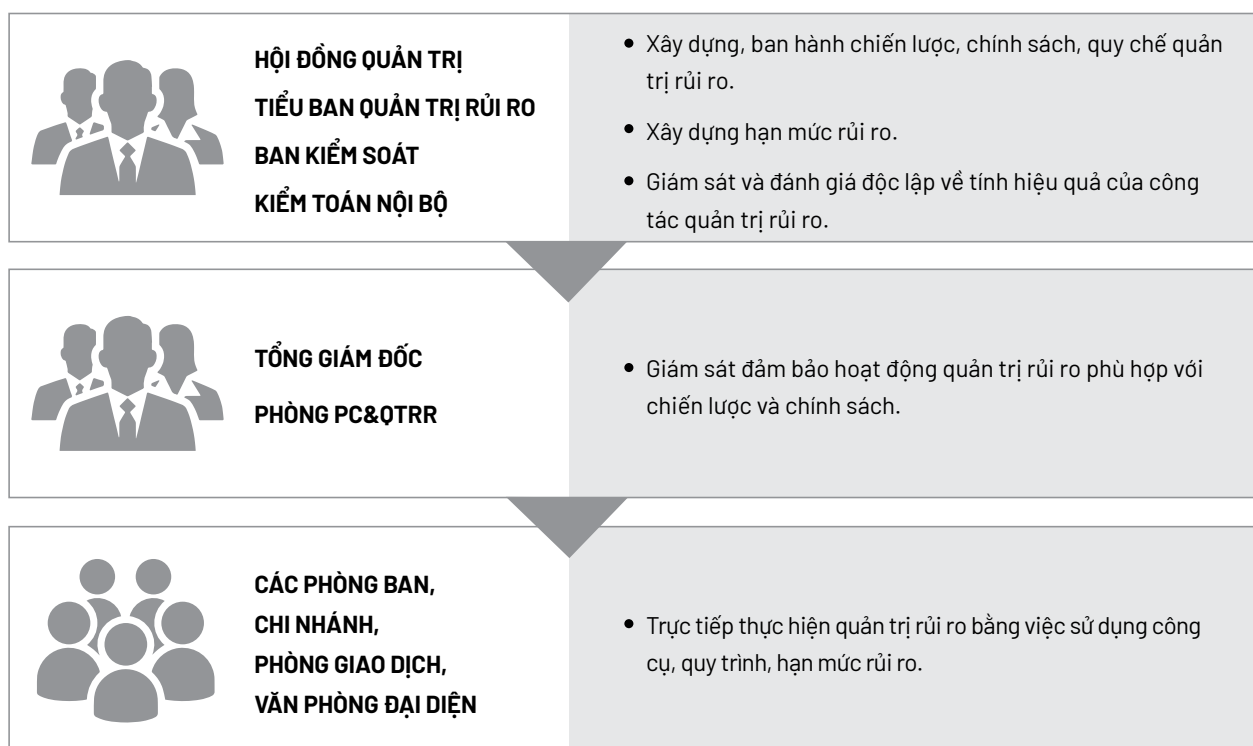 HỘI ĐỒNG QUẢN TRỊ
TIỂU BAN QUẢN TRỊ RỦI RO
BAN KIỂM SOÁT
KIỂM TOÁN NỘI BỘ
• Xây dựng, ban hành chiến lược, chính sách, quy chế quản
trị rủi ro.
• Xây dựng hạn mức rủi ro.
• Giám sát và đánh giá độc lập về tính hiệu quả của công
tác quản trị rủi ro.
TỔNG GIÁM ĐỐC
PHÒNG PC&QTRR
• Giám sát đảm bảo hoạt động quản trị rủi ro phù hợp với
chiến lược và chính sách.
CÁC PHÒNG BAN,
CHI NHÁNH,
PHÒNG GIAO DỊCH,
VĂN PHÒNG ĐẠI DIỆN
• Trực tiếp thực hiện quản trị rủi ro bằng việc sử dụng công
cụ, quy trình, hạn mức rủi ro.